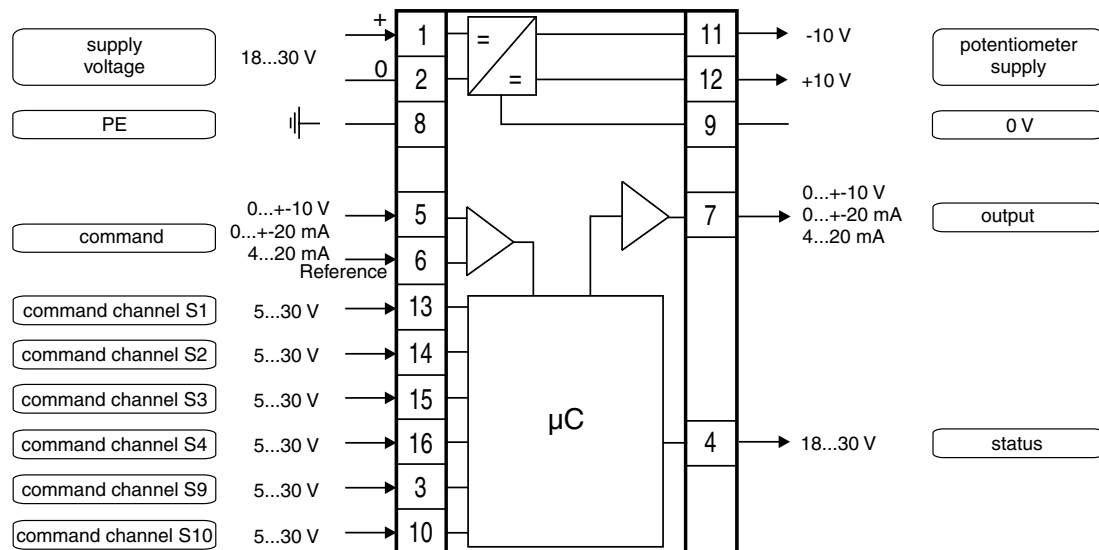 supply
voltage
18...30 V
+
0
1
2
=
=
11
12
-10 V
+10 V
potentiometer
supply
PE
8
9
0 V
command
0...+-10 V
0...+-20 mA
4...20 mA
Reference
5
6
7
0...+-10 V
0...+-20 mA
4...20 mA
output
command channel S1
5...30 V
13
command channel S2
5...30 V
14
command channel S3
5...30 V
15
µC
command channel S4
5...30 V
16
4
18...30 V
status
command channel S9
5...30 V
3
command channel S10
5...30 V
10